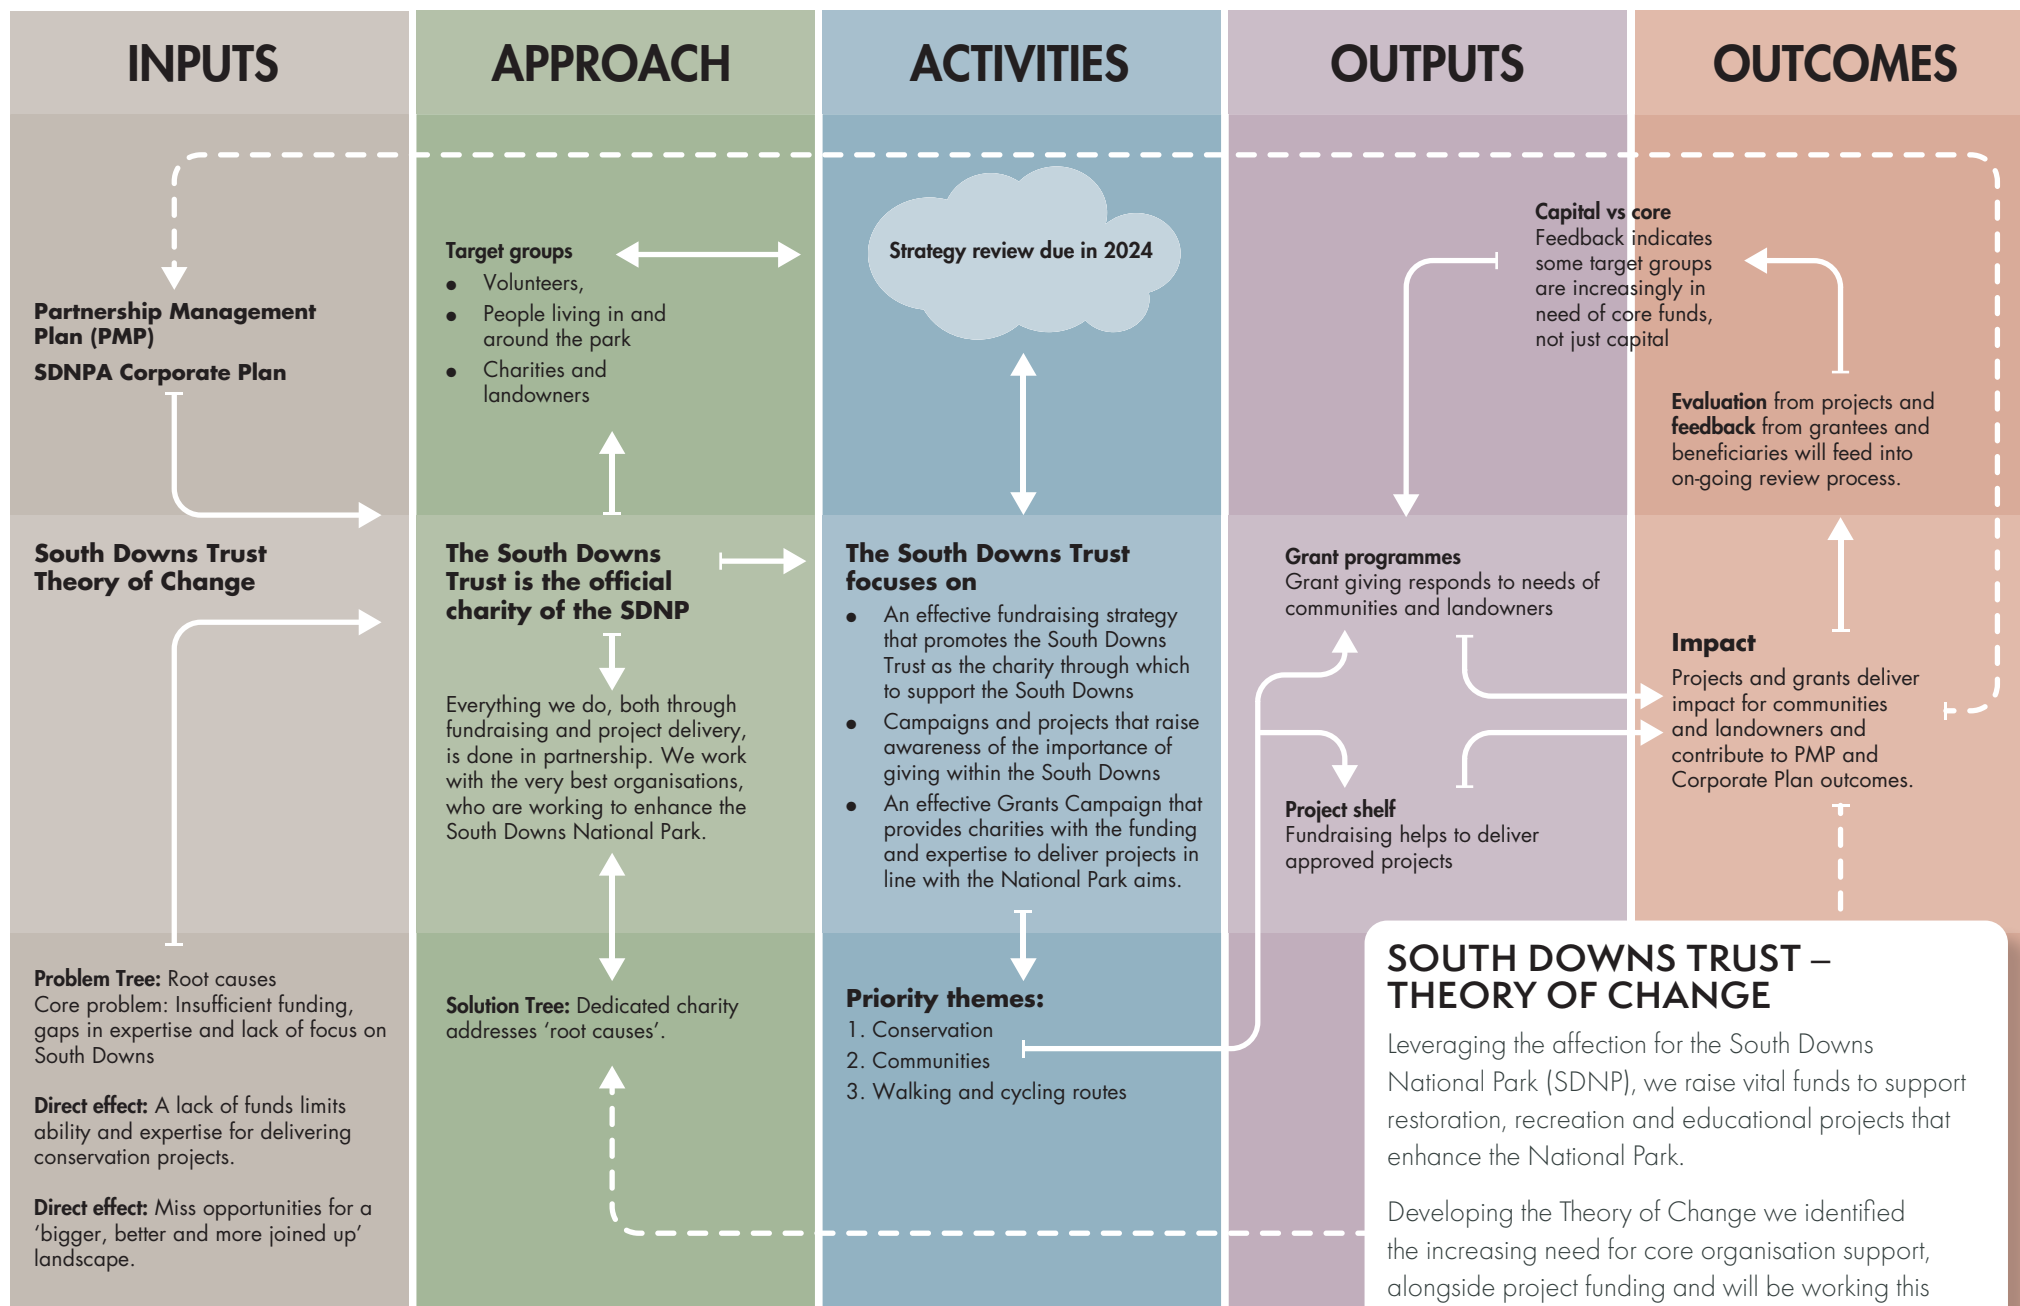 INPUTS
APPROACH
ACTIVITIES
OUTPUTS
OUTCOMES
Partnership Management
Plan (PMP)
SDNPA Corporate Plan
South Downs Trust
Theory of Change
Problem Tree: Root causes
Core problem: Insufficient funding,
gaps in expertise and lack of focus on
South Downs
Direct effect: A lack of funds limits
ability and expertise for delivering
conservation projects.
Direct effect: Miss opportunities for a
‘bigger, better and more joined up’
landscape.
Target groups
● Volunteers,
● People living in and
around the park
● Charities and
landowners
The South Downs
Trust is the official
charity of the SDNP
Everything we do, both through
fundraising and project delivery,
is done in partnership. We work
with the very best organisations,
who are working to enhance the
South Downs National Park.
Solution Tree: Dedicated charity
addresses ‘root causes’.
Strategy review due in 2024
The South Downs Trust
focuses on
● An effective fundraising strategy
that promotes the South Downs
Trust as the charity through which
to support the South Downs
● Campaigns and projects that raise
awareness of the importance of
giving within the South Downs
● An effective Grants Campaign that
provides charities with the funding
and expertise to deliver projects in
line with the National Park aims.
Priority themes:
1. Conservation
2. Communities
3. Walking and cycling routes
Capital vs core
Feedback indicates
some target groups
are increasingly in
need of core funds,
not just capital
Grant programmes
Grant giving responds to needs of
communities and landowners
Project shelf
Fundraising helps to deliver
approved projects
Evaluation from projects and
feedback from grantees and
beneficiaries will feed into
on-going review process.
Impact
Projects and grants deliver
impact for communities
and landowners and
contribute to PMP and
Corporate Plan outcomes.
SOUTH DOWNS TRUST –
THEORY OF CHANGE
Leveraging the affection for the South Downs
National Park (SDNP), we raise vital funds to support
restoration, recreation and educational projects that
enhance the National Park.
Developing the Theory of Change we identified
the increasing need for core organisation support,
alongside project funding and will be working this